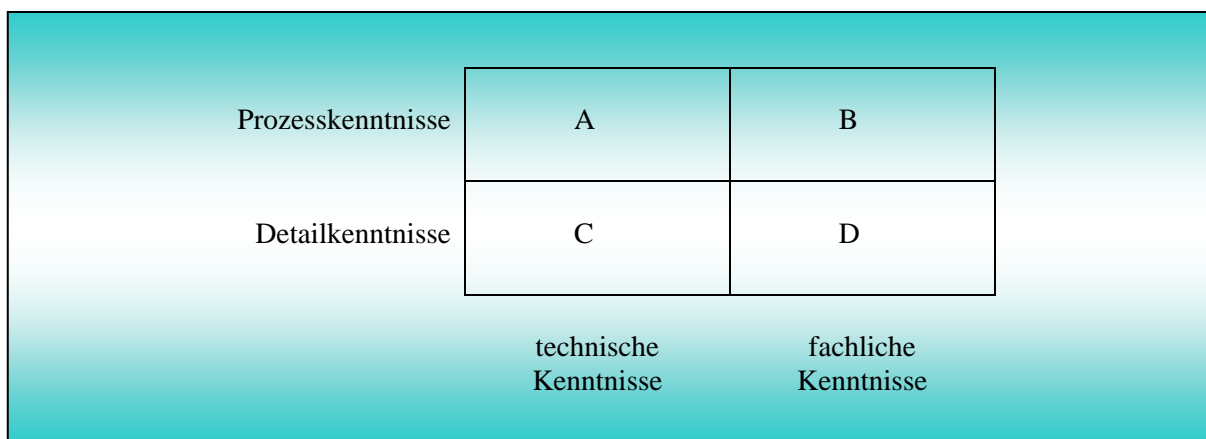 Prozesskenntnisse A B
Detailkenntnisse C D
technische fachliche
Kenntnisse Kenntnisse